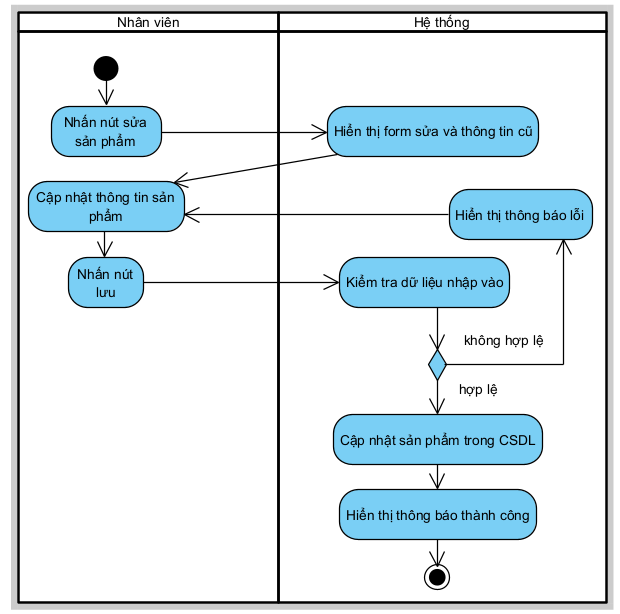 Nhân viên
Hệ thống
Nhấn nút sửa
sản phẩm
Hiển thị form sửa và thông tin cũ
Cập nhật thông tin sản
phẩm
Hiển thị thông báo lỗi
Nhấn nút
lưu
Kiểm tra dữ liệu nhập vào
không hợp lệ
hợp lệ
Cập nhật sản phẩm trong CSDL
Hiển thị thông báo thành công